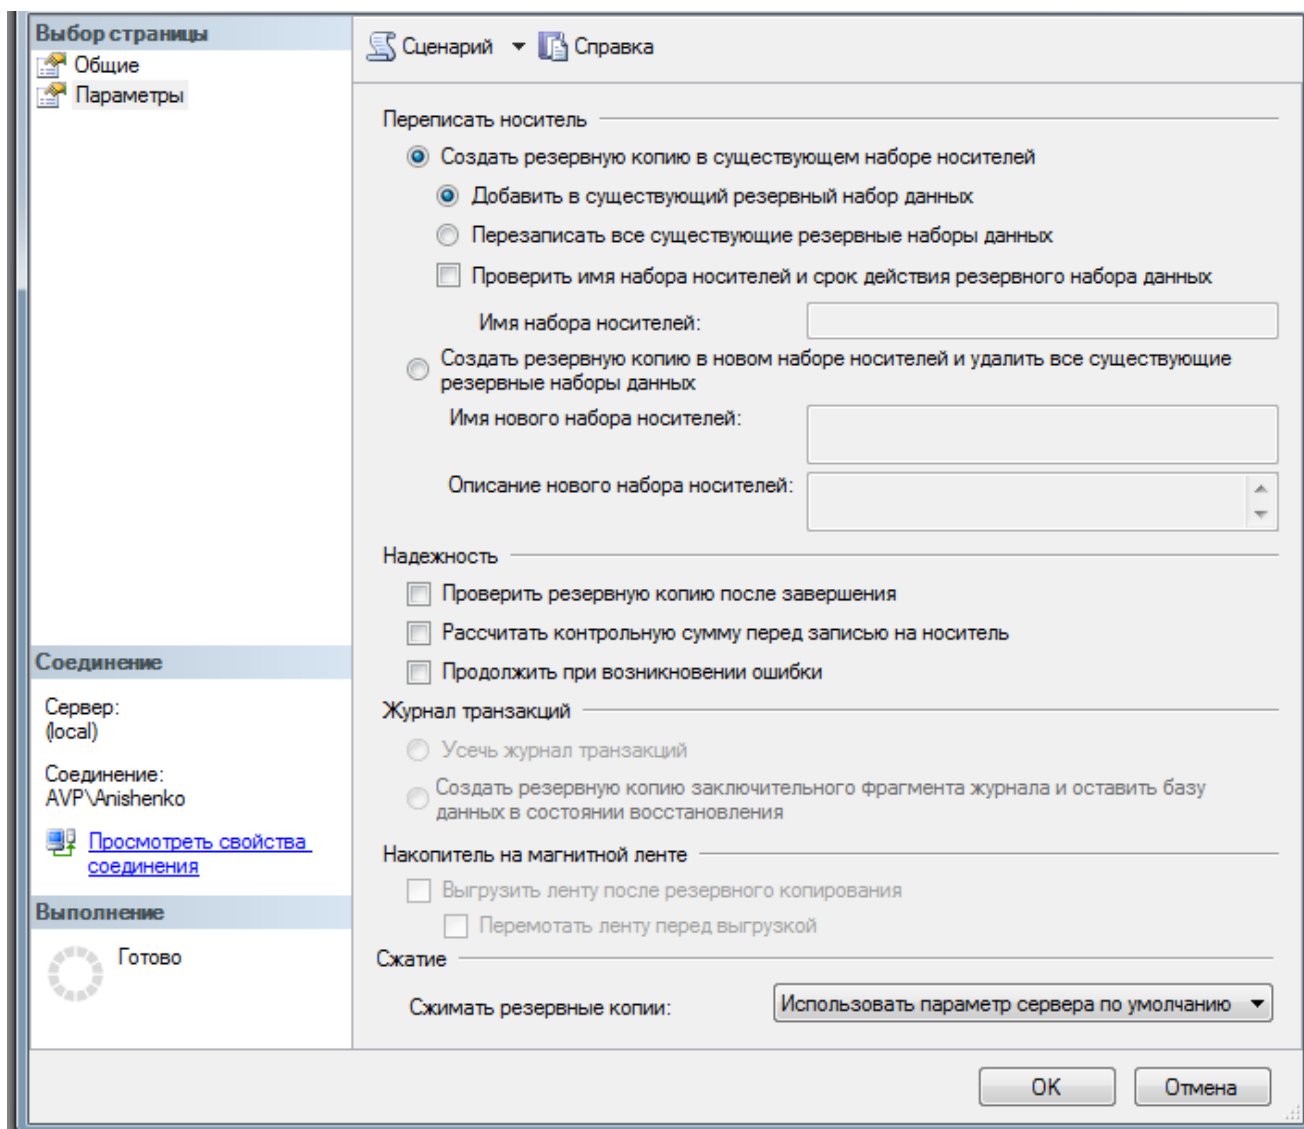 Выбор страницы
Общие
Параметры
Сценарий
Справка
Переписать носитель
Создать резервную копию в существующем наборе носителей
Добавить в существующий резервный набор данных
Перезаписать все существующие резервные наборы данных
Проверить имя набора носителей и срок действия резервного набора данных
Имя набора носителей:
Создать резервную копию в новом наборе носителей и удалить все существующие
резервные наборы данных
Имя нового набора носителей:
Описание нового набора носителей:
Надежность
Проверить резервную копию после завершения
Рассчитать контрольную сумму перед записью на носитель
Продолжить при возникновении ошибки
Журнал транзакций
Усечь журнал транзакций
Создать резервную копию заключительного фрагмента журнала и оставить базу
данных в состоянии восстановления
Накопитель на магнитной ленте
Выгрузить ленту после резервного копирования
Перемотать ленту перед выгрузкой
Сжатие
Сжимать резервные копии:
Использовать параметр сервера по умолчанию
Соединение
Сервер:
(local)
Соединение:
AVP\Anishenko
Просмотреть свойства
соединения
Выполнение
Готово
OK
Отмена